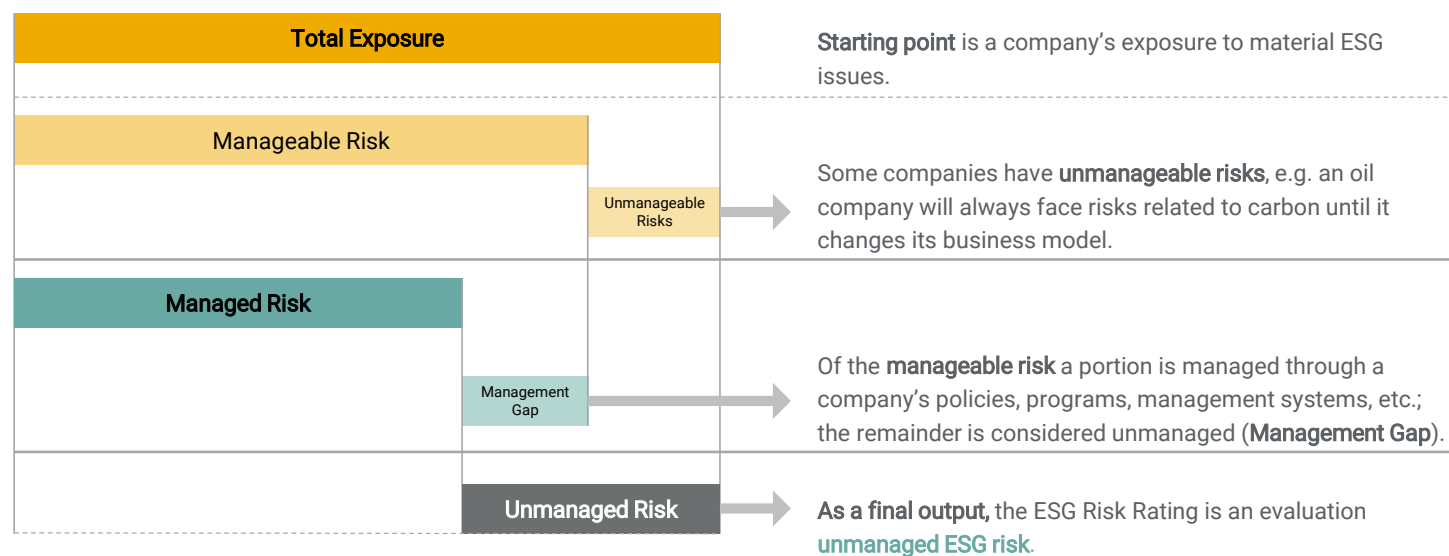 Total Exposure
Starting point is a company’s exposure to material ESG
issues.
Manageable Risk
Unmanageable
Risks
Some companies have unmanageable risks, e.g. an oil
company will always face risks related to carbon until it
changes its business model.
Managed Risk
Management
Gap
Of the manageable risk a portion is managed through a
company’s policies, programs, management systems, etc.;
the remainder is considered unmanaged (Management Gap).
Unmanaged Risk
As a final output, the ESG Risk Rating is an evaluation
unmanaged ESG risk.